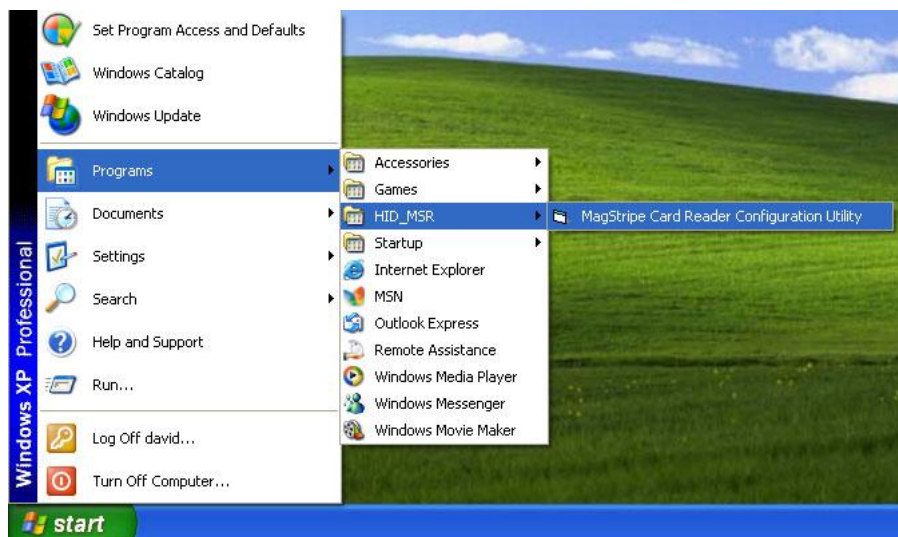 Set Program Access and Defaults
Windows Catalog
Windows Update
Programs
Documents
Settings
Search
Help and Support
Run...
Log Off david...
Turn Off Computer...
Windows XP Professional
Accessories
Games
HID_MSR
Startup
Internet Explorer
MSN
Outlook Express
Remote Assistance
Windows Media Player
Windows Messenger
Windows Movie Maker
MagStripe Card Reader Configuration Utility
start